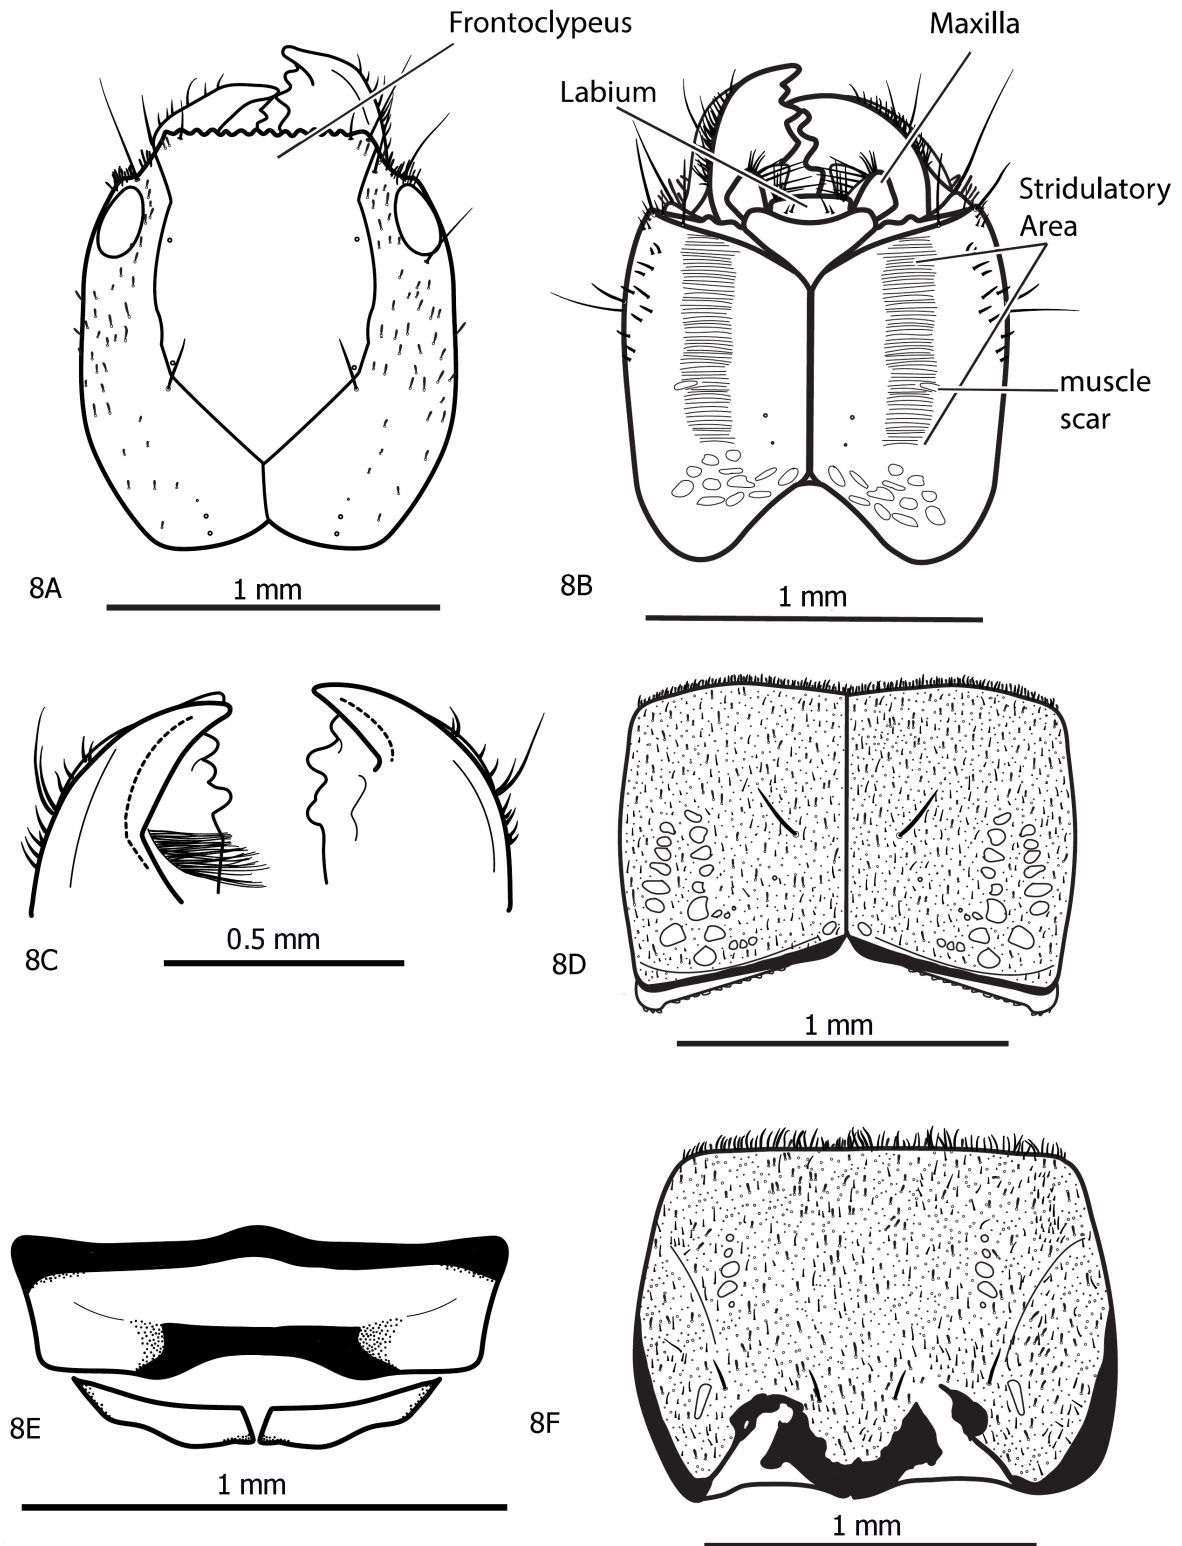 Frontoclypeus
Maxilla
Labium
Stridulatory
Area
muscle
scar
8A
1 mm
8B
1 mm
8C
0.5 mm
8D
1 mm
8E
1 mm
8F
1 mm